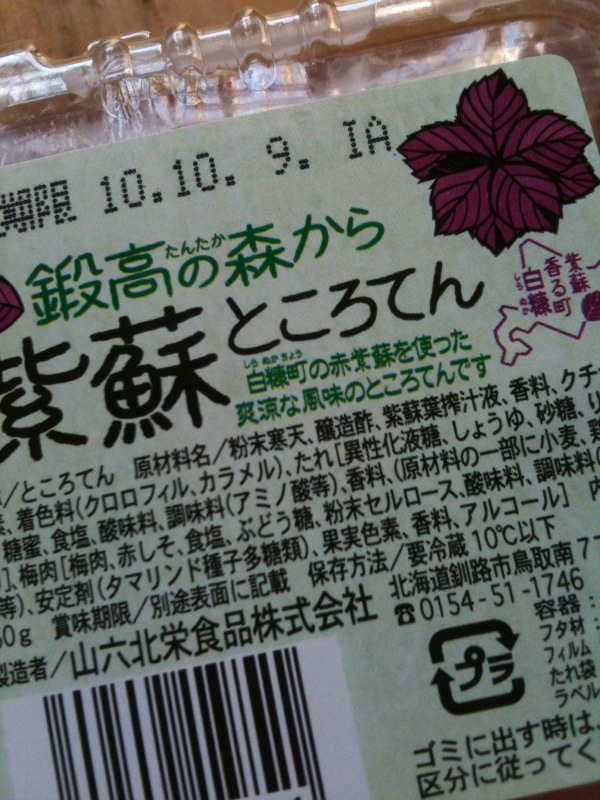 期限 10.10. 9. IA
鍛高の森から
たんたか
紫蘇ところてん
しら ぬか ちょう
白糠町の赤紫蘇を使った
爽涼な風味のところてんです
紫蘇
香る町
白糠
しら ぬか
/ところてん 原材料名/粉末寒天、醸造酢、紫蘇葉搾汁液、香料、クチ
着色料(クロロフィル、カラメル)、たれ[異性化液糖、しょうゆ、砂糖、り
糖蜜、食塩、酸味料、調味料(アミノ酸等)、香料、(原材料の一部に小麦、鶏
]、梅肉[梅肉、赤しそ、食塩、ぶどう糖、粉末セルロース、酸味料、調味料(
等)、安定剤(タマリンド種子多糖類)、果実色素、香料、アルコール] 内
0g 賞味期限/別途表面に記載 保存方法/要冷蔵10℃以下
製造者/山六北栄食品株式会社 北海道釧路市鳥取南7
☎0154-51-1746
プラ
容器:
フタ材:
フィルム
たれ袋
ラベル
ゴミに出す時は、
区分に従ってく